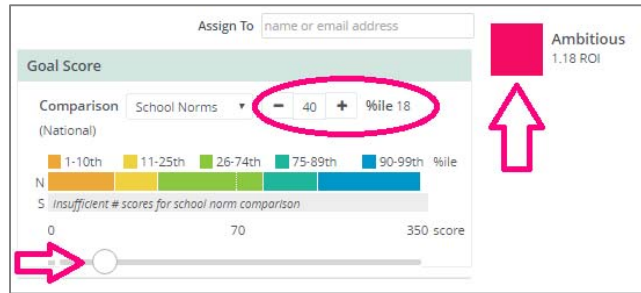 Assign To name or email address
Ambitious
1.18 ROI
Goal Score
Comparison School Norms ▼ − 40 + %ile 18
(National)
1-10th 11-25th 26-74th 75-89th 90-99th %ile
N
S Insufficient # scores for school norm comparison
0 70 350 score